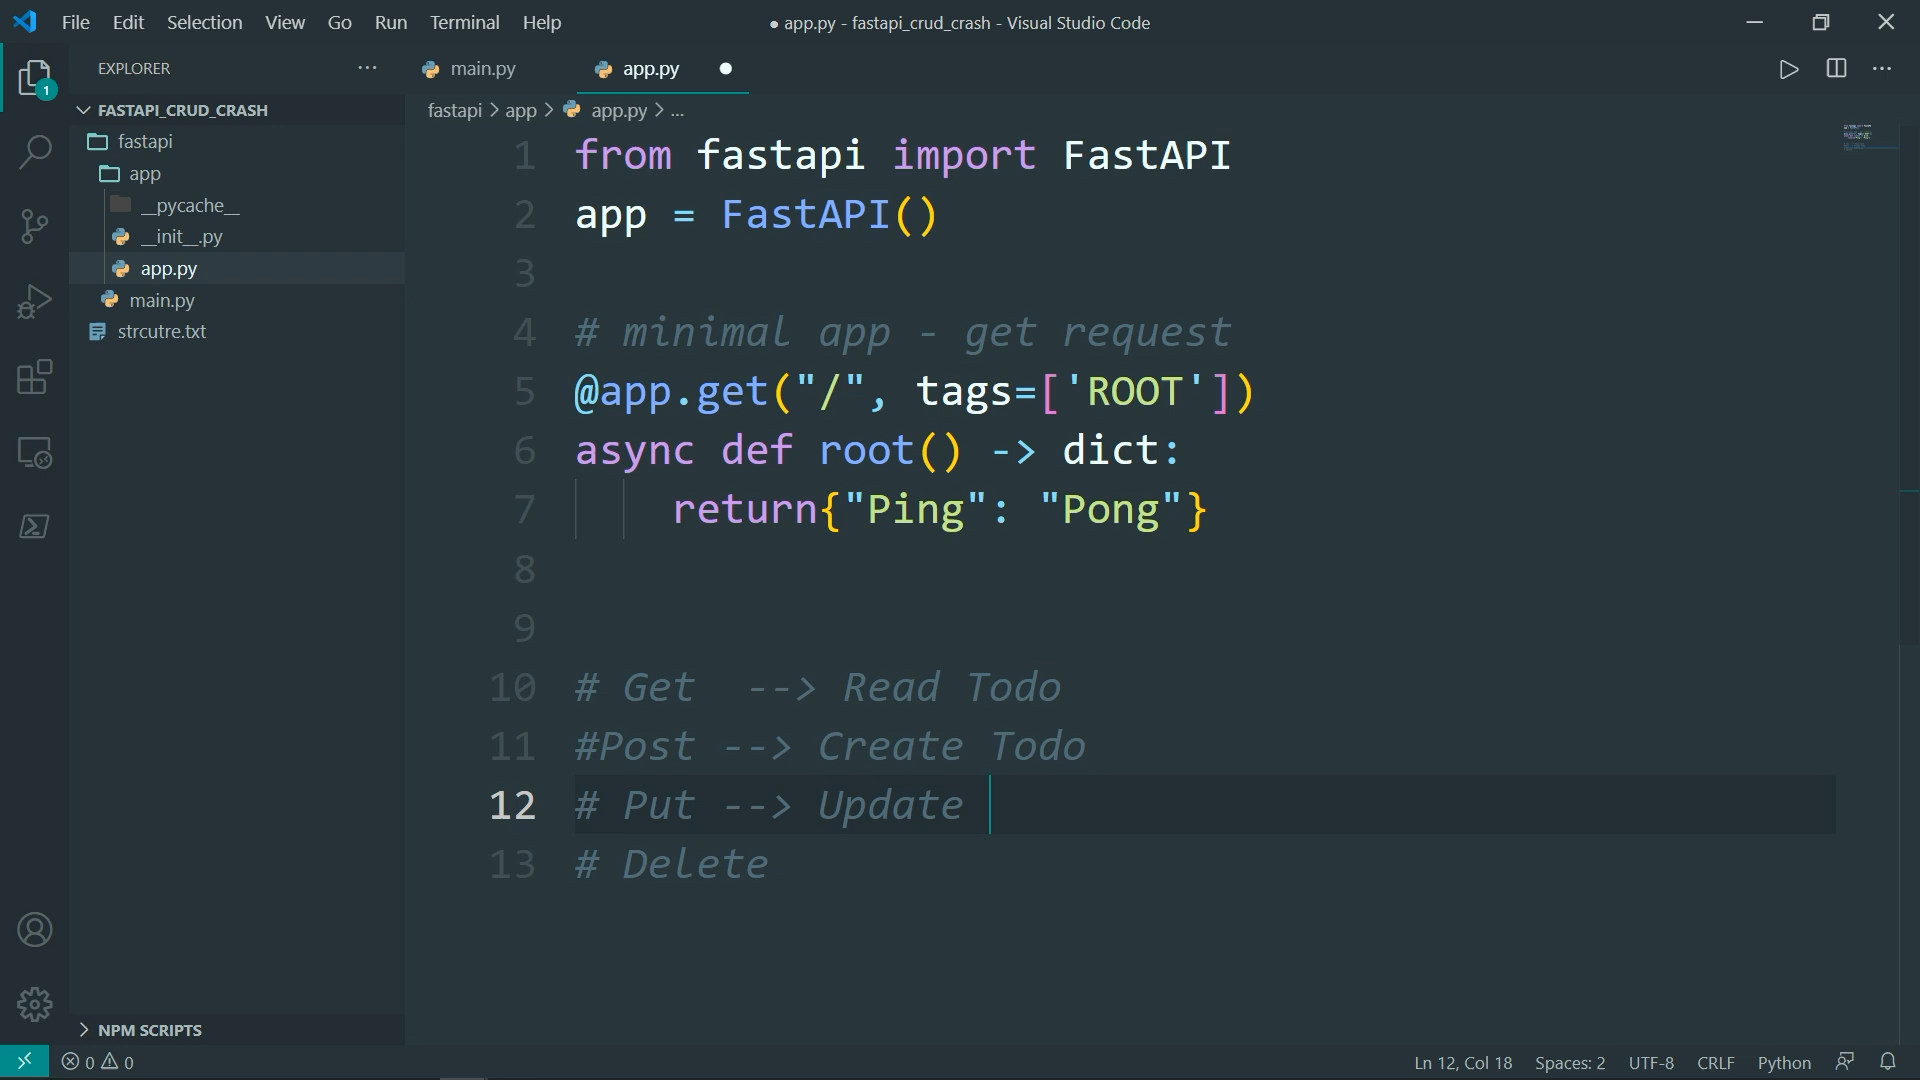 File Edit Selection View Go Run Terminal Help
● app.py - fastapi_crud_crash - Visual Studio Code
EXPLORER
main.py
app.py
1
FASTAPI_CRUD_CRASH
fastapi
app
__pycache__
__init__.py
app.py
main.py
strcutre.txt
NPM SCRIPTS
fastapi > app > app.py > ...
1 from fastapi import FastAPI
2 app = FastAPI()
3
4 # minimal app - get request
5 @app.get("/", tags=['ROOT'])
6 async def root() -> dict:
7 return{"Ping": "Pong"}
8
9
10 # Get  --> Read Todo
11 #Post --> Create Todo
12 # Put --> Update
13 # Delete
0 0
Ln 12, Col 18 Spaces: 2 UTF-8 CRLF Python